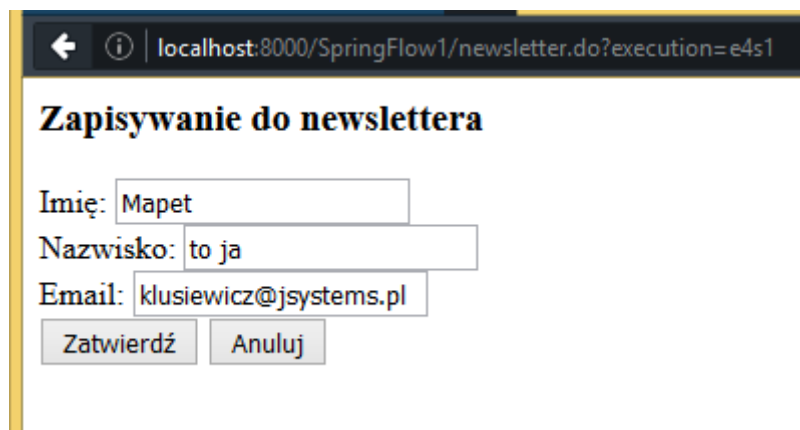 localhost:8000/SpringFlow1/newsletter.do?execution=e4s1
Zapisywanie do newslettera
Imię: Mapet
Nazwisko: to ja
Email: klusiewicz@jsystems.pl
Zatwierdź Anuluj